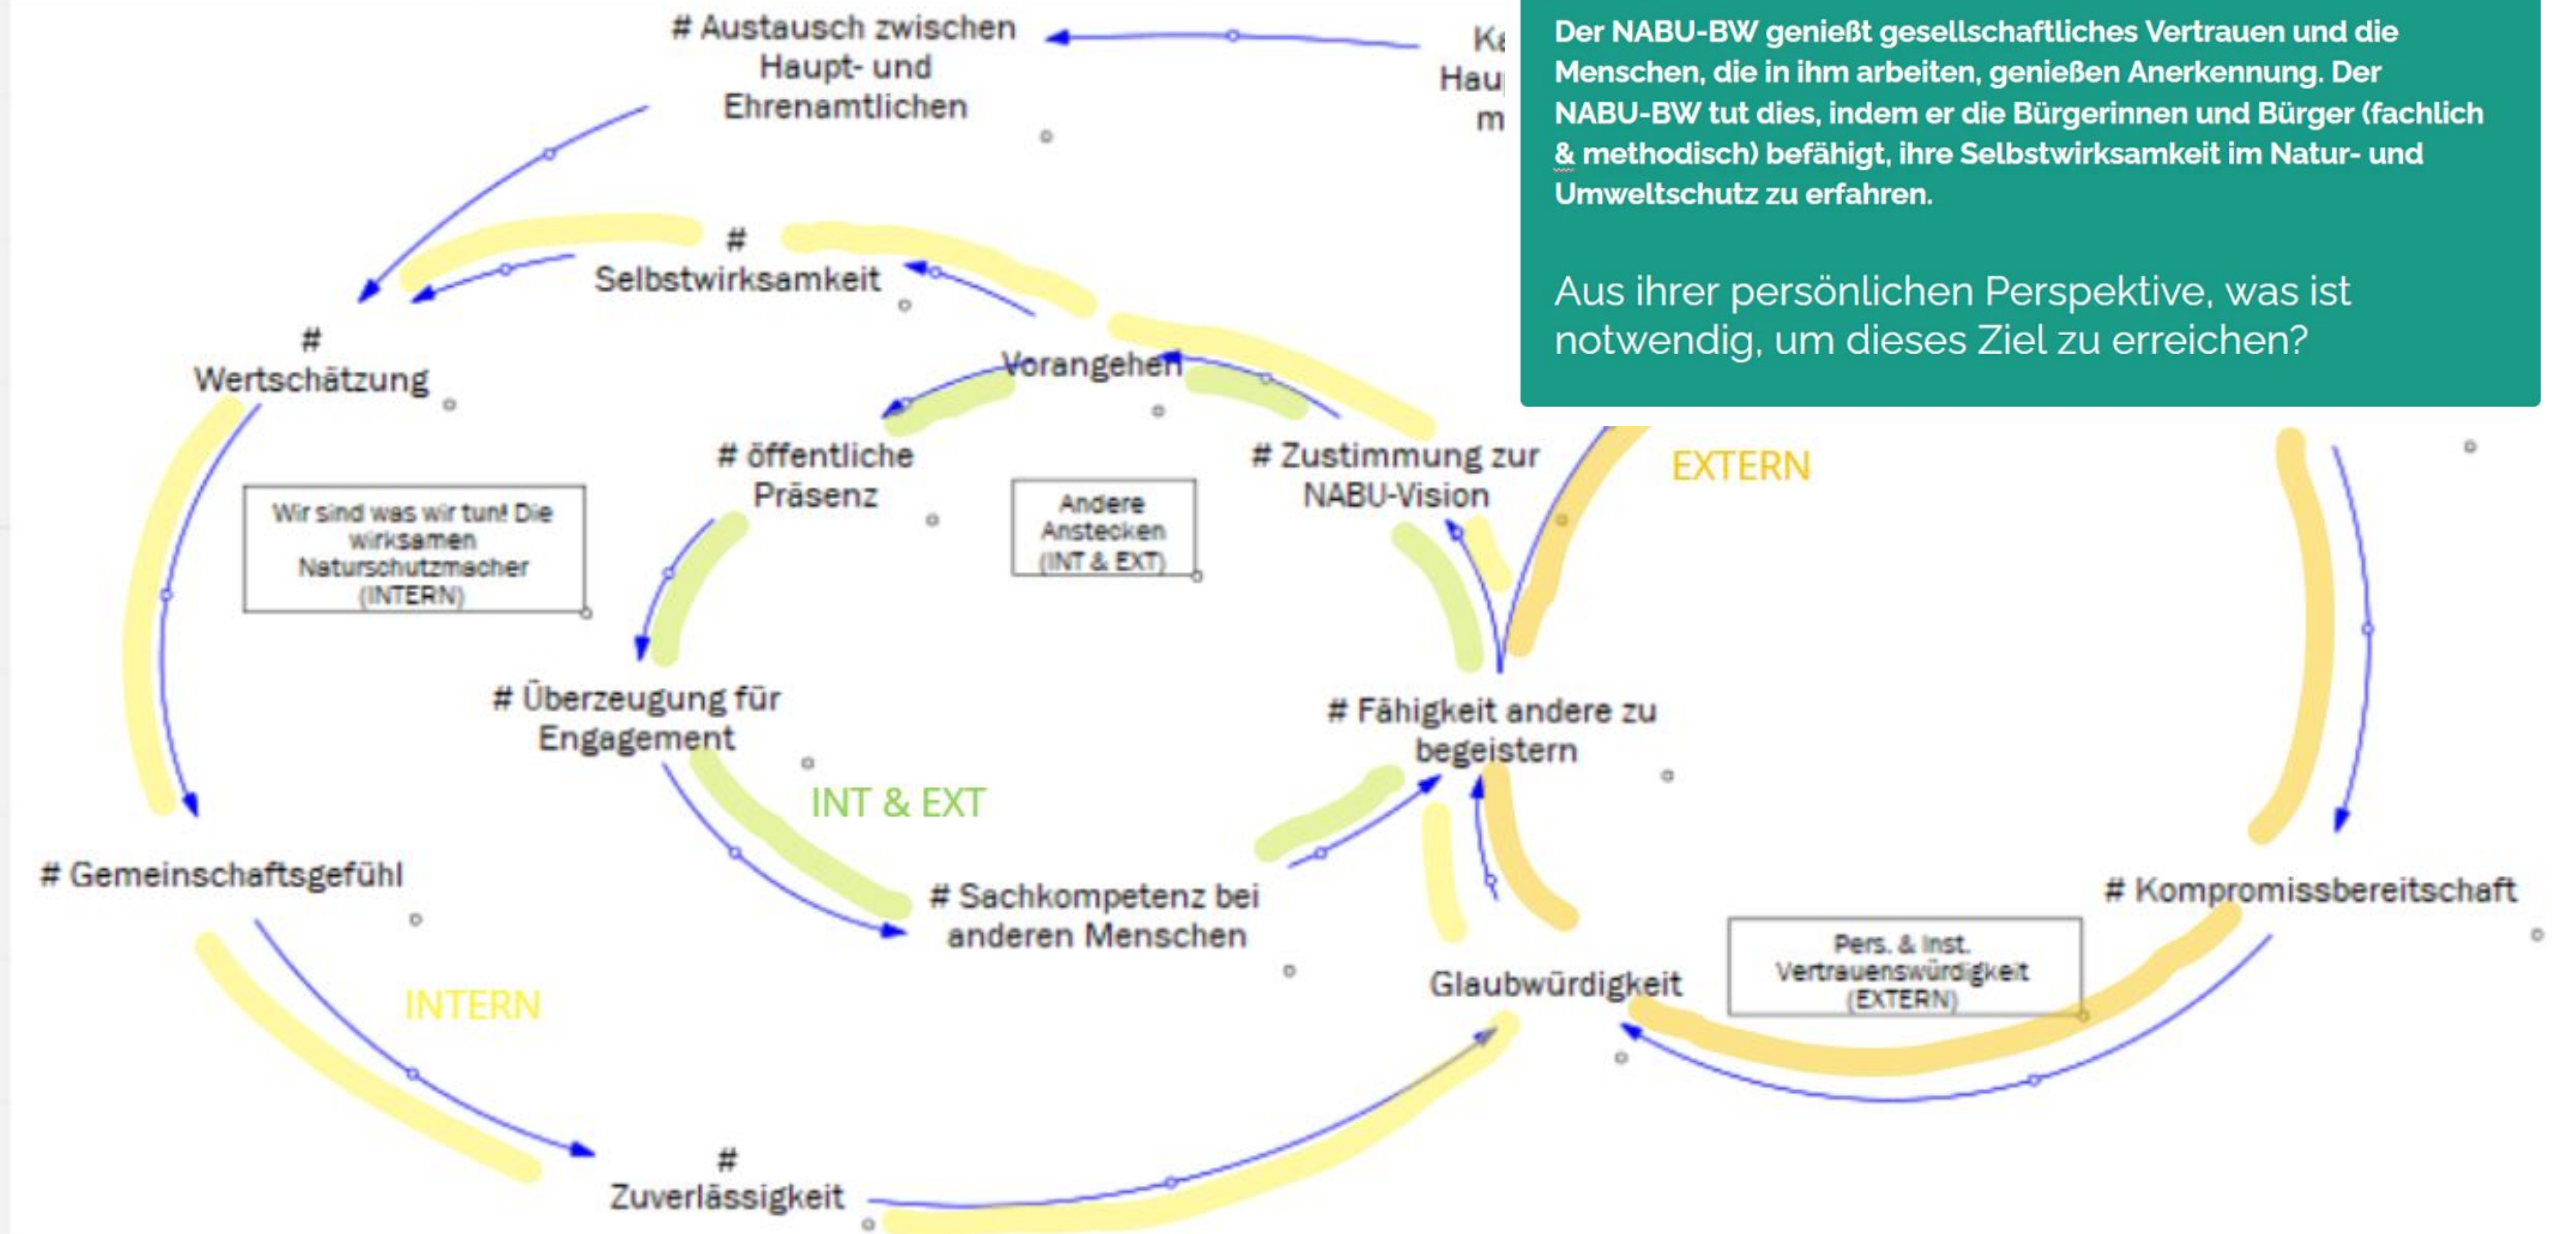 # Austausch zwischen
Haupt- und
Ehrenamtlichen
Der NABU-BW genießt gesellschaftliches Vertrauen und die
Menschen, die in ihm arbeiten, genießen Anerkennung. Der
NABU-BW tut dies, indem er die Bürgerinnen und Bürger (fachlich
& methodisch) befähigt, ihre Selbstwirksamkeit im Natur- und
Umweltschutz zu erfahren.
Aus ihrer persönlichen Perspektive, was ist
notwendig, um dieses Ziel zu erreichen?
#
Selbstwirksamkeit
#
Wertschätzung
Vorangehen
# öffentliche
Präsenz
# Zustimmung zur
NABU-Vision
EXTERN
Wir sind was wir tun! Die
wirksamen
Naturschutzmacher
(INTERN)
Andere
Anstecken
(INT & EXT)
# Überzeugung für
Engagement
# Fähigkeit andere zu
begeistern
INT & EXT
# Gemeinschaftsgefühl
# Sachkompetenz bei
anderen Menschen
# Kompromissbereitschaft
Glaubwürdigkeit
Pers. & Inst.
Vertrauenswürdigkeit
(EXTERN)
INTERN
#
Zuverlässigkeit